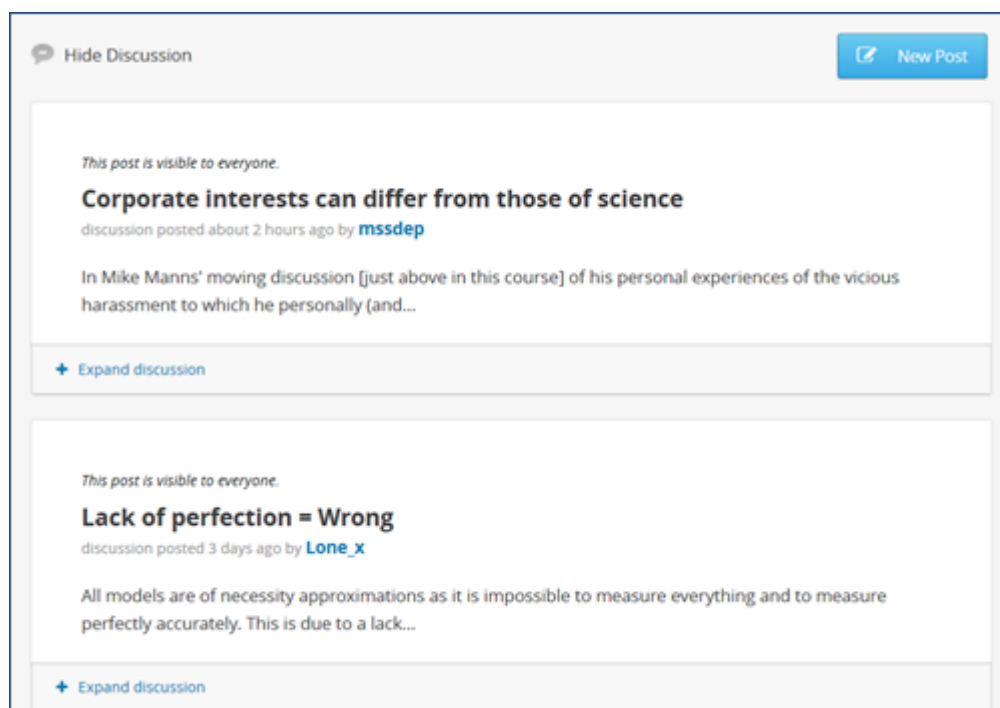 Hide Discussion
New Post
This post is visible to everyone.
Corporate interests can differ from those of science
discussion posted about 2 hours ago by mssdep
In Mike Manns' moving discussion [just above in this course] of his personal experiences of the vicious
harassment to which he personally (and...
+ Expand discussion
This post is visible to everyone.
Lack of perfection = Wrong
discussion posted 3 days ago by Lone_x
All models are of necessity approximations as it is impossible to measure everything and to measure
perfectly accurately. This is due to a lack...
+ Expand discussion